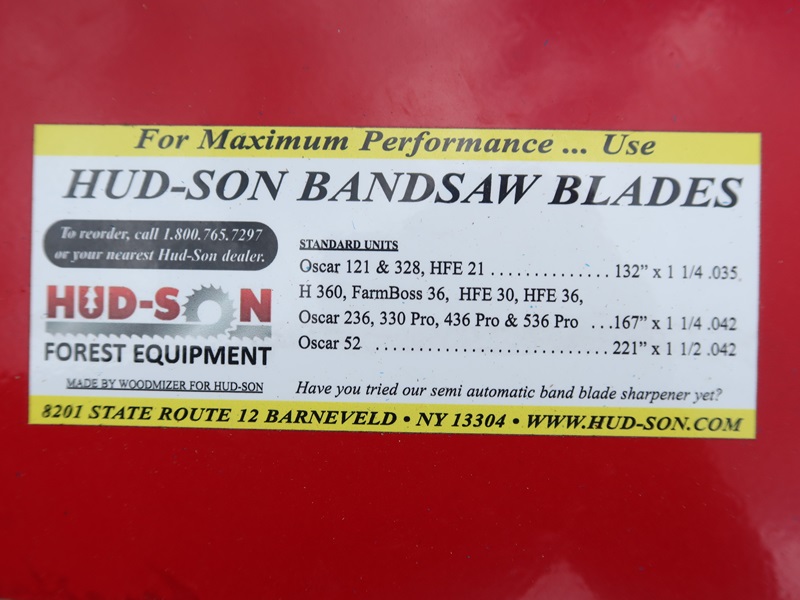 For Maximum Performance ... Use
HUD-SON BANDSAW BLADES
To reorder, call 1.800.765.7297
or your nearest Hud-Son dealer.
HUD-SON
FOREST EQUIPMENT
MADE BY WOODMIZER FOR HUD-SON
STANDARD UNITS
Oscar 121 & 328, HFE 21 ............. 132" x 1 1/4 .035
H 360, FarmBoss 36, HFE 30, HFE 36,
Oscar 236, 330 Pro, 436 Pro & 536 Pro ...167" x 1 1/4 .042
Oscar 52 .......................... 221" x 1 1/2 .042
Have you tried our semi automatic band blade sharpener yet?
8201 STATE ROUTE 12 BARNEVELD • NY 13304 • WWW.HUD-SON.COM